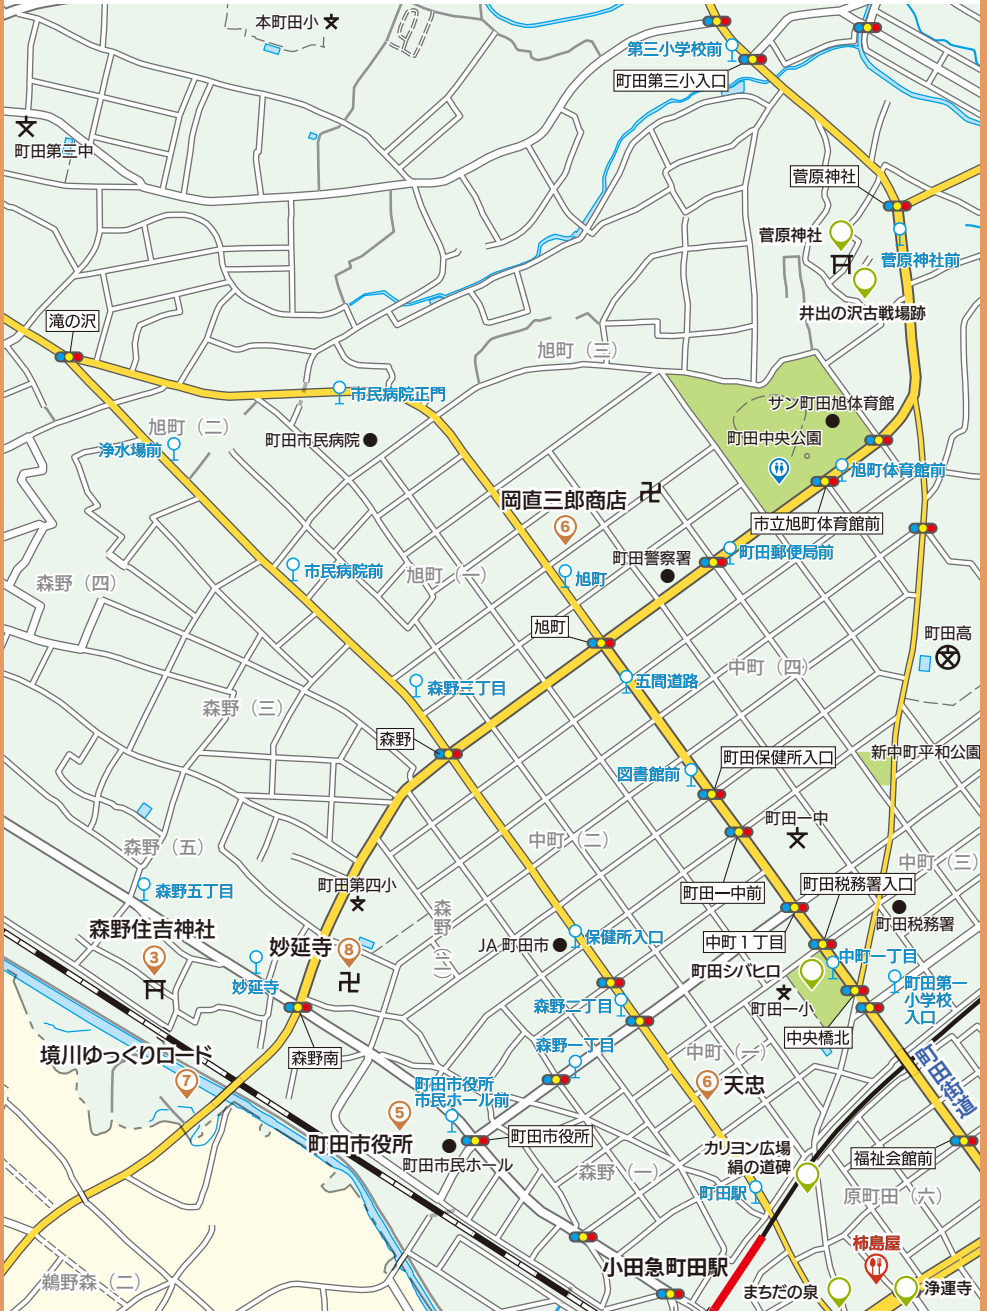 本町田小
第三小学校前
町田第三小入口
町田第三中
菅原神社
菅原神社
菅原神社前
井出の沢古戦場跡
滝の沢
旭町（三）
市民病院正門
サン町田旭体育館
旭町（二）
町田市民病院
町田中央公園
浄水場前
旭町体育館前
岡直三郎商店
6
市立旭町体育館前
町田郵便局前
町田警察署
市民病院前
旭町（一）
旭町
森野（四）
旭町
町田高
中町（四）
五間道路
森野三丁目
森野（三）
森野
新中町平和公園
町田保健所入口
図書館前
町田一中
中町（二）
森野（五）
中町（三）
町田第四小
町田税務署入口
森野五丁目
町田一中前
森野（二）
町田税務署
森野住吉神社
3
妙延寺
8
JA町田市
保健所入口
中町1丁目
中町一丁目
妙延寺
町田シバヒロ
町田第一
小学校
入口
森野二丁目
町田一小
中央橋北
境川ゆっくりロード
7
森野南
森野一丁目
中町（一）
町田街道
町田市役所
市民ホール前
6
天忠
5
町田市役所
町田市役所
町田市民ホール
カリヨン広場
絹の道碑
福祉会館前
森野（一）
町田駅
原町田（六）
柿島屋
小田急町田駅
鵜野森（二）
まちだの泉
浄運寺